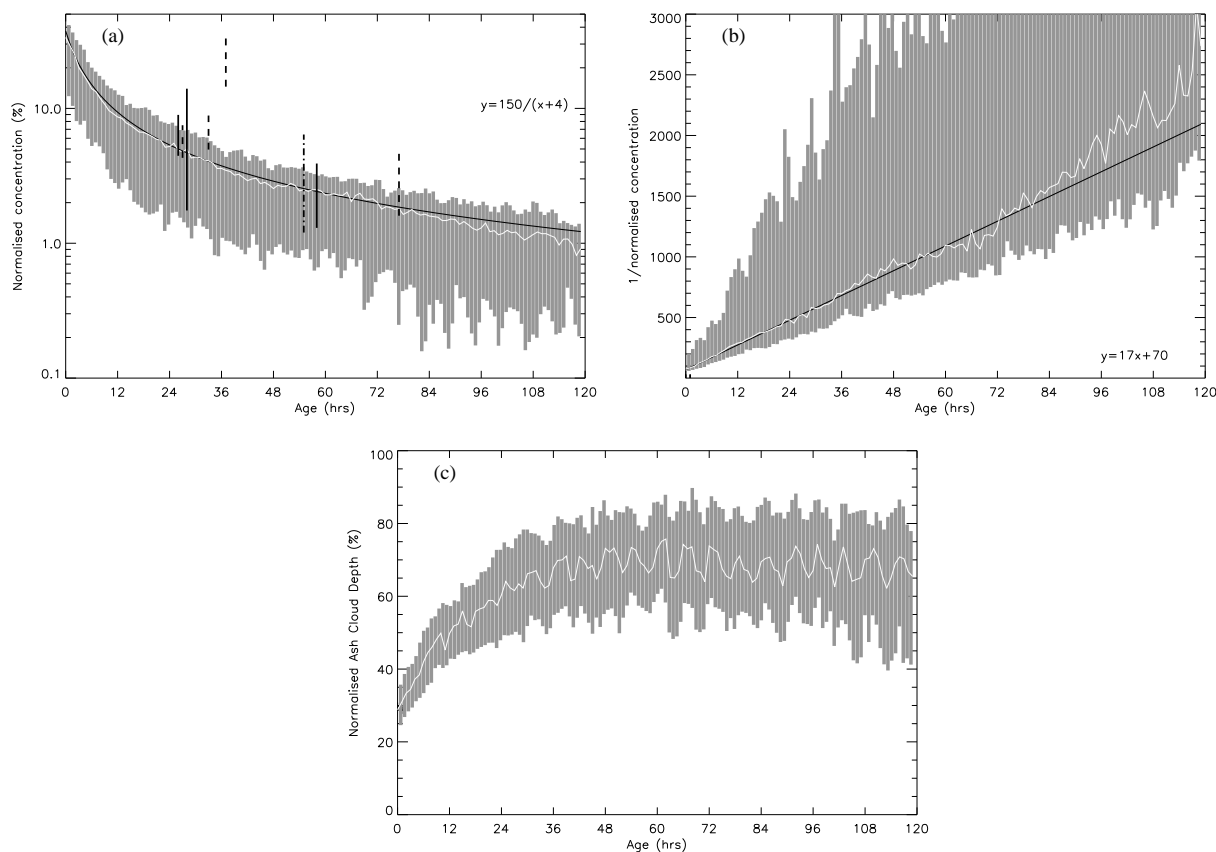 (a)
y=150/(x+4)
Normalised concentration (%)
10.0
1.0
0.1
0 12 24 36 48 60 72 84 96 108 120
Age (hrs)
(b)
y=17x+70
1/normalised concentration
3000
2500
2000
1500
1000
500
0 12 24 36 48 60 72 84 96 108 120
Age (hrs)
(c)
Normalised Ash Cloud Depth (%)
100
80
60
40
20
0
0 12 24 36 48 60 72 84 96 108 120
Age (hrs)